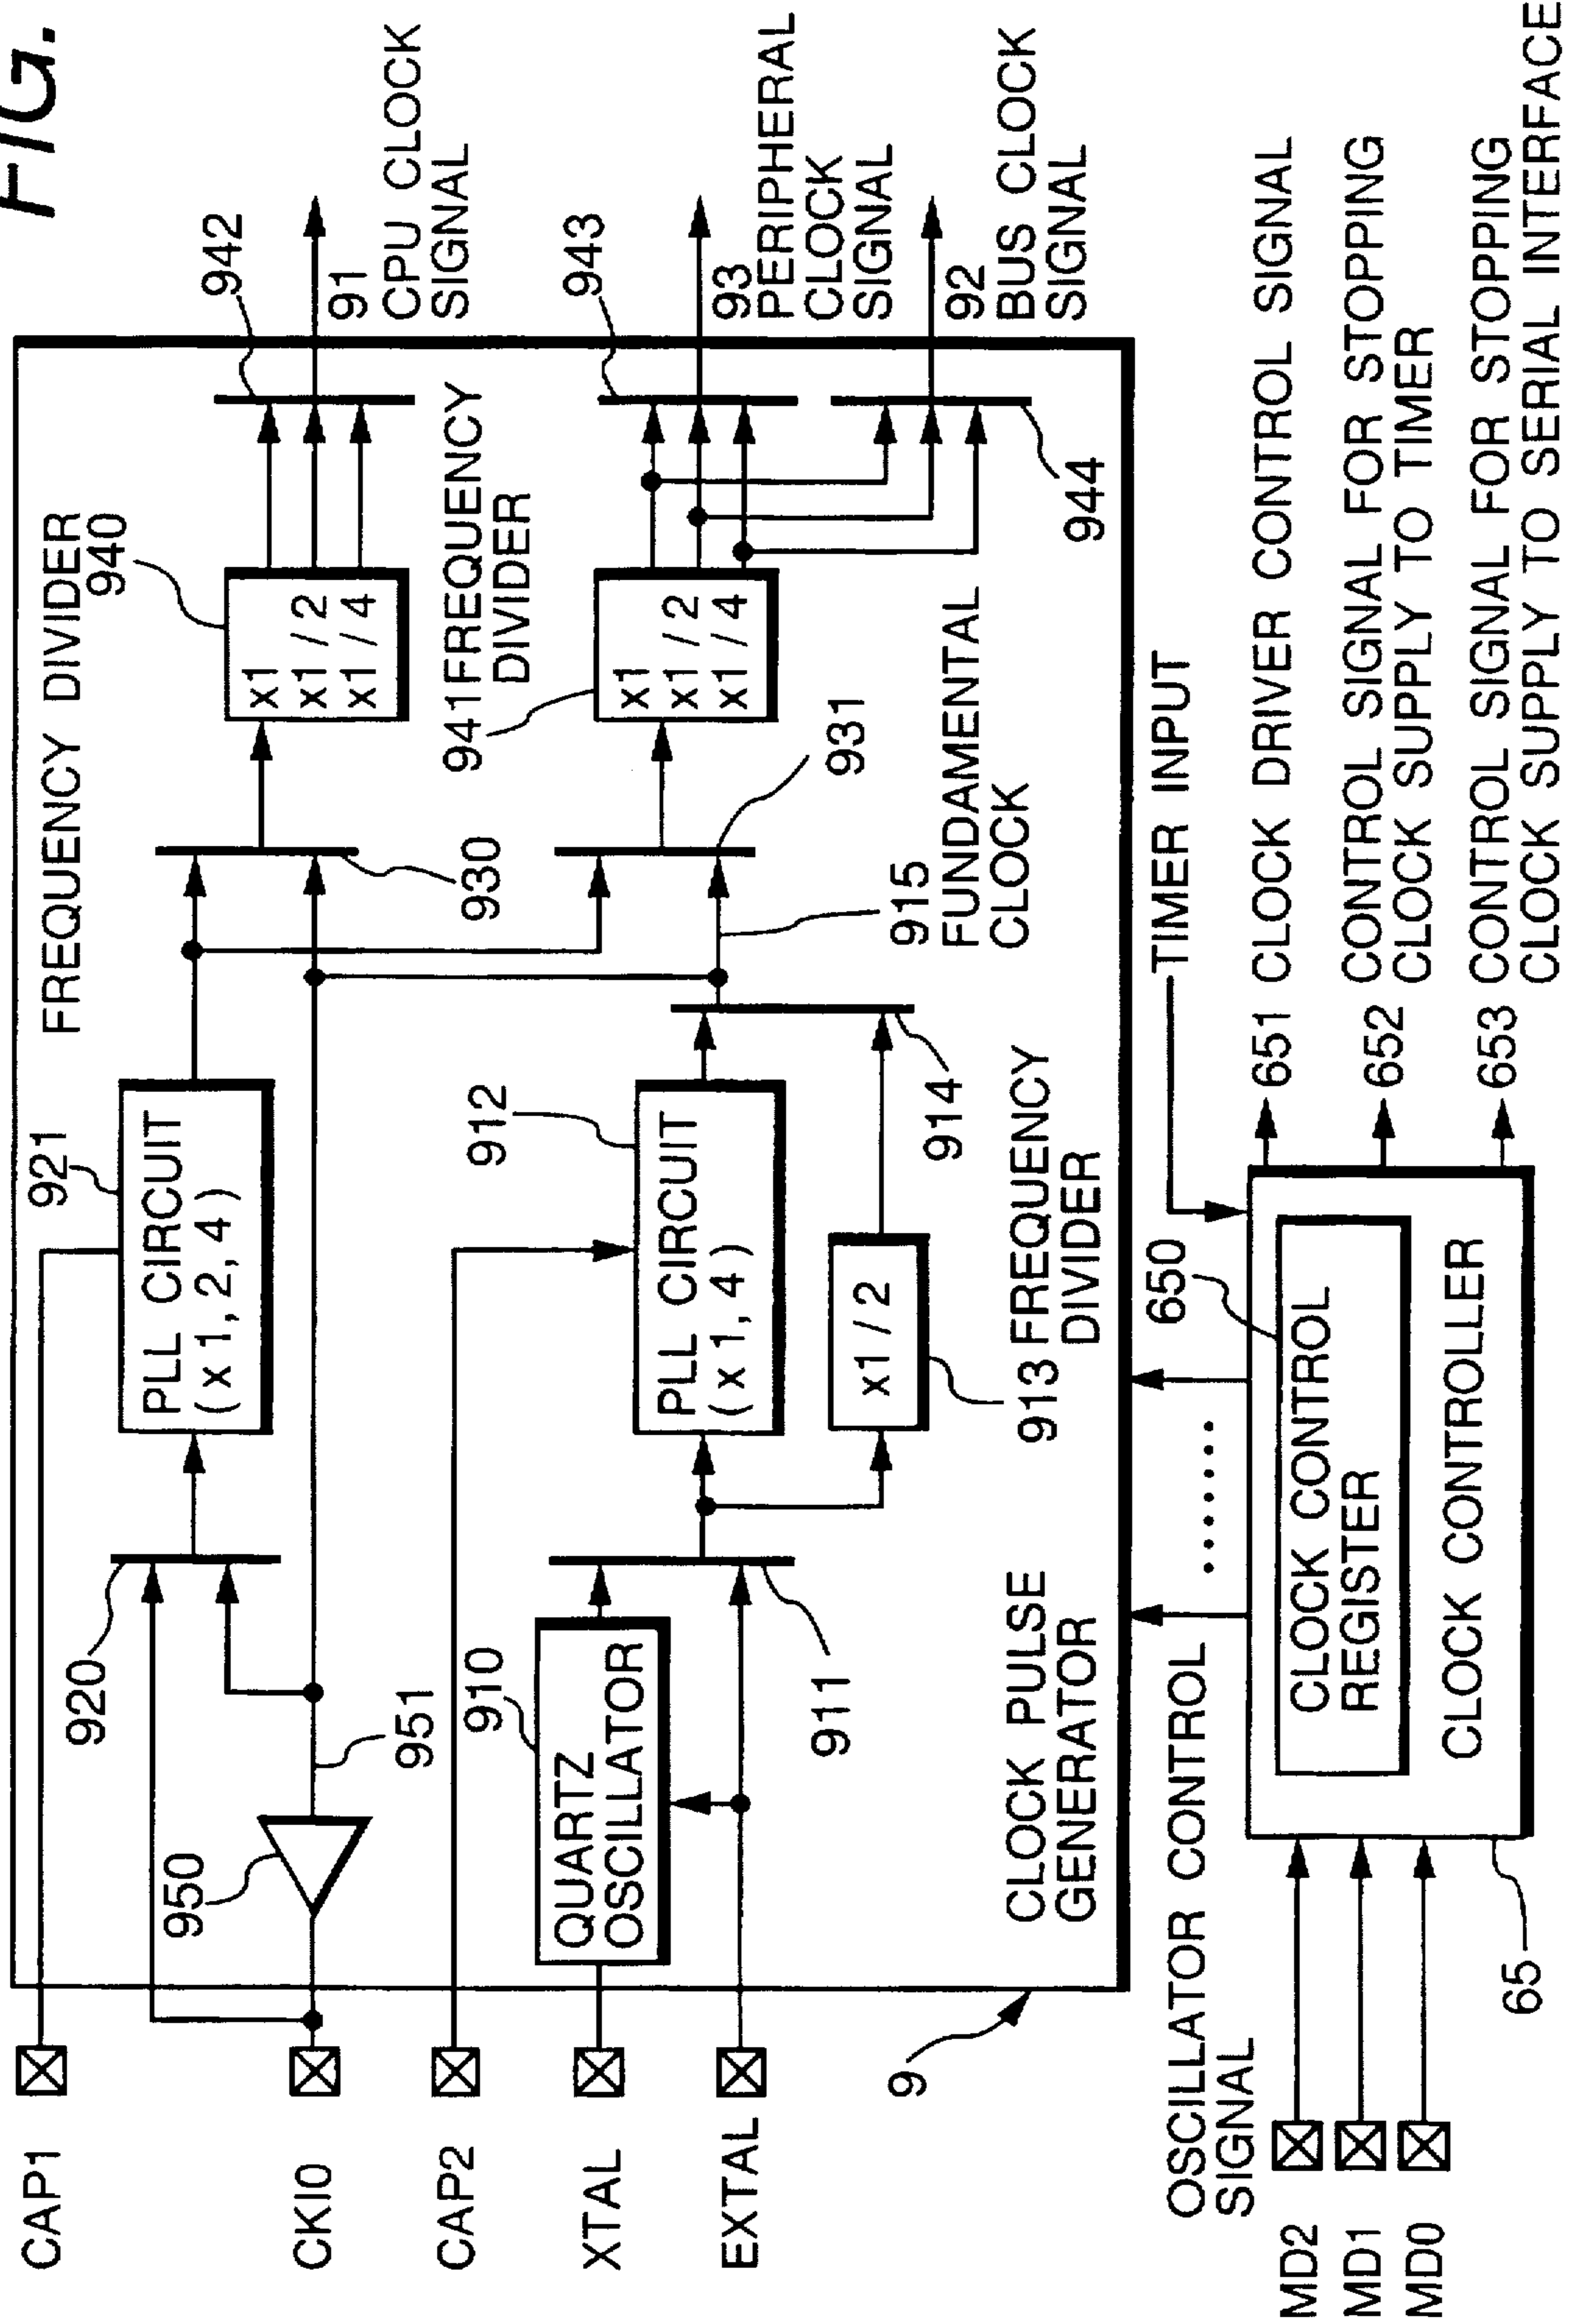 FIG.
CAP1
CKIO
CAP2
XTAL
EXTAL
921
PLL CIRCUIT
(x1, 2, 4)
920
950
951
910
QUARTZ
OSCILLATOR
911
912
PLL CIRCUIT
(x1, 4)
x1/2
913 FREQUENCY
DIVIDER
914
915
FUNDAMENTAL
CLOCK
930
931
FREQUENCY DIVIDER
940
x1
x1/2
x1/4
941 FREQUENCY
DIVIDER
x1
x1/2
x1/4
942
91
CPU CLOCK
SIGNAL
943
93
PERIPHERAL
CLOCK
SIGNAL
92
BUS CLOCK
SIGNAL
944
CLOCK PULSE
GENERATOR
9
OSCILLATOR CONTROL
SIGNAL
TIMER INPUT
MD2
MD1
MD0
650
CLOCK CONTROL
REGISTER
CLOCK CONTROLLER
65
651 CLOCK DRIVER CONTROL SIGNAL
652 CONTROL SIGNAL FOR STOPPING
CLOCK SUPPLY TO TIMER
653 CONTROL SIGNAL FOR STOPPING
CLOCK SUPPLY TO SERIAL INTERFACE